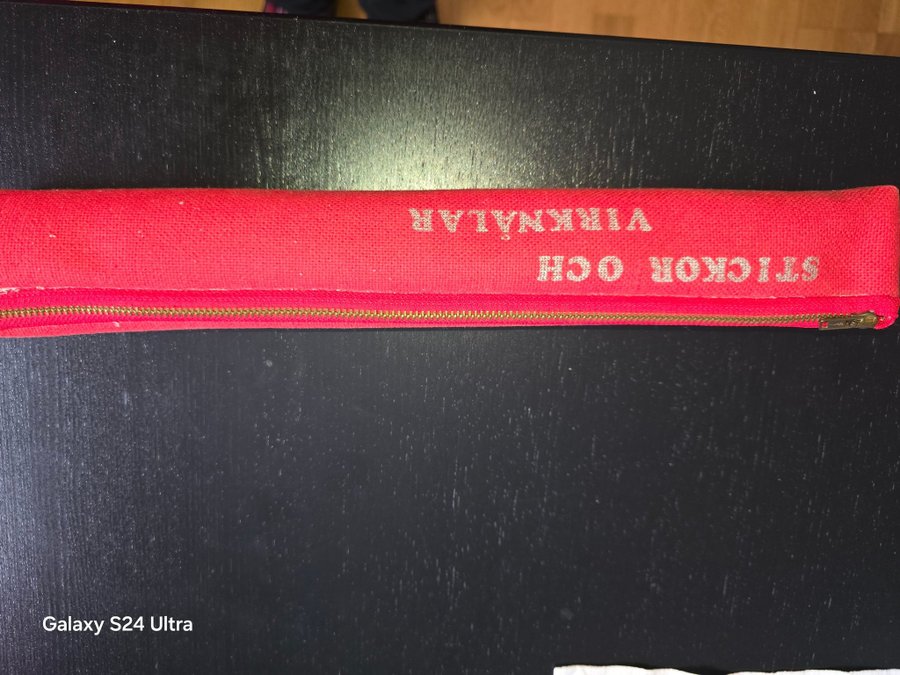 STICKOR OCH
VIRKNÅLAR
Galaxy S24 Ultra